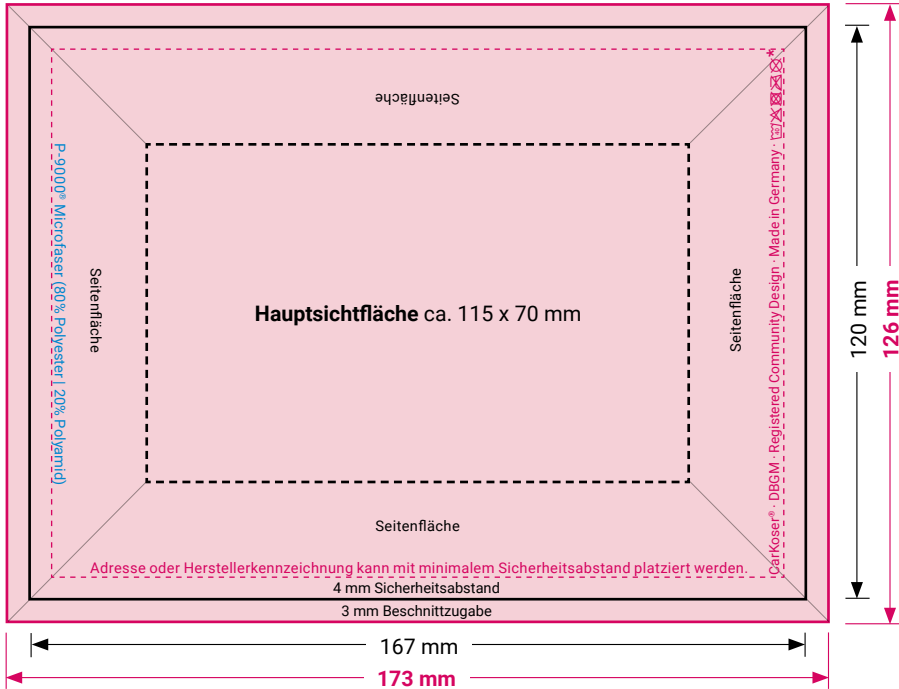 Seitenfläche
P-9000® Microfaser (80% Polyester | 20% Polyamid)
Seitenfläche
Hauptsichtfläche ca. 115 x 70 mm
Seitenfläche
CarKoser® · DBGM · Registered Community Design · Made in Germany · 40 *
120 mm
126 mm
Seitenfläche
Adresse oder Herstellerkennzeichnung kann mit minimalem Sicherheitsabstand platziert werden.
4 mm Sicherheitsabstand
3 mm Beschnittzugabe
167 mm
173 mm